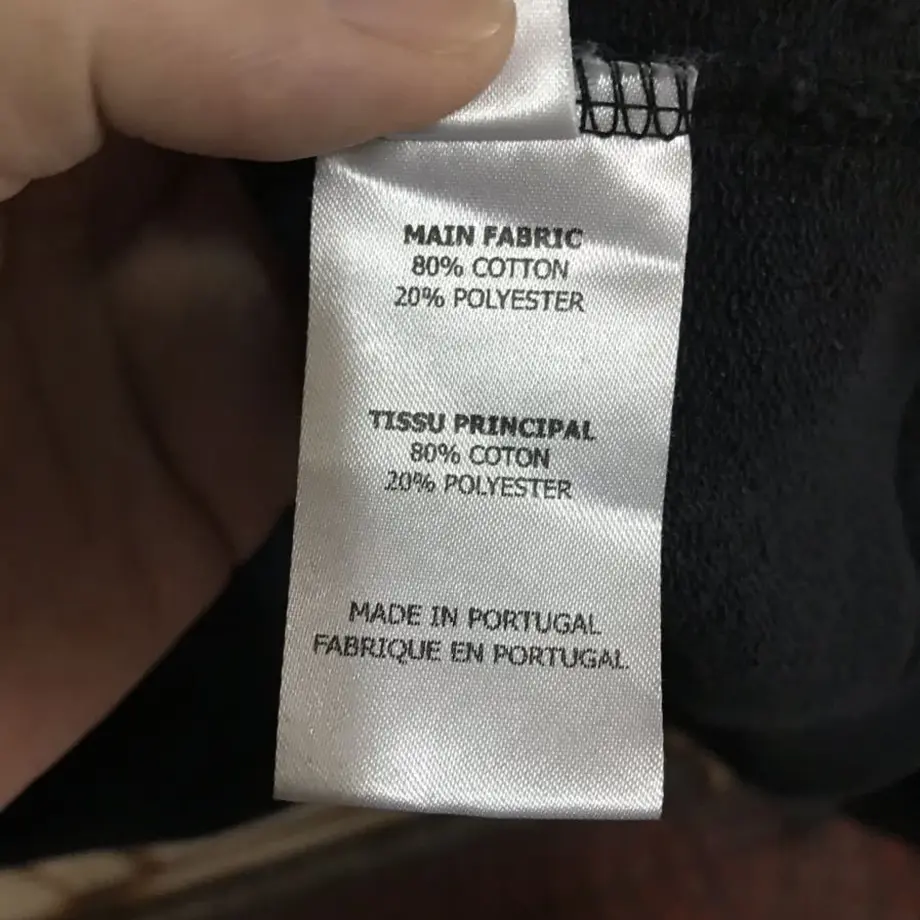 MAIN FABRIC
80% COTTON
20% POLYESTER
TISSU PRINCIPAL
80% COTON
20% POLYESTER
MADE IN PORTUGAL
FABRIQUE EN PORTUGAL